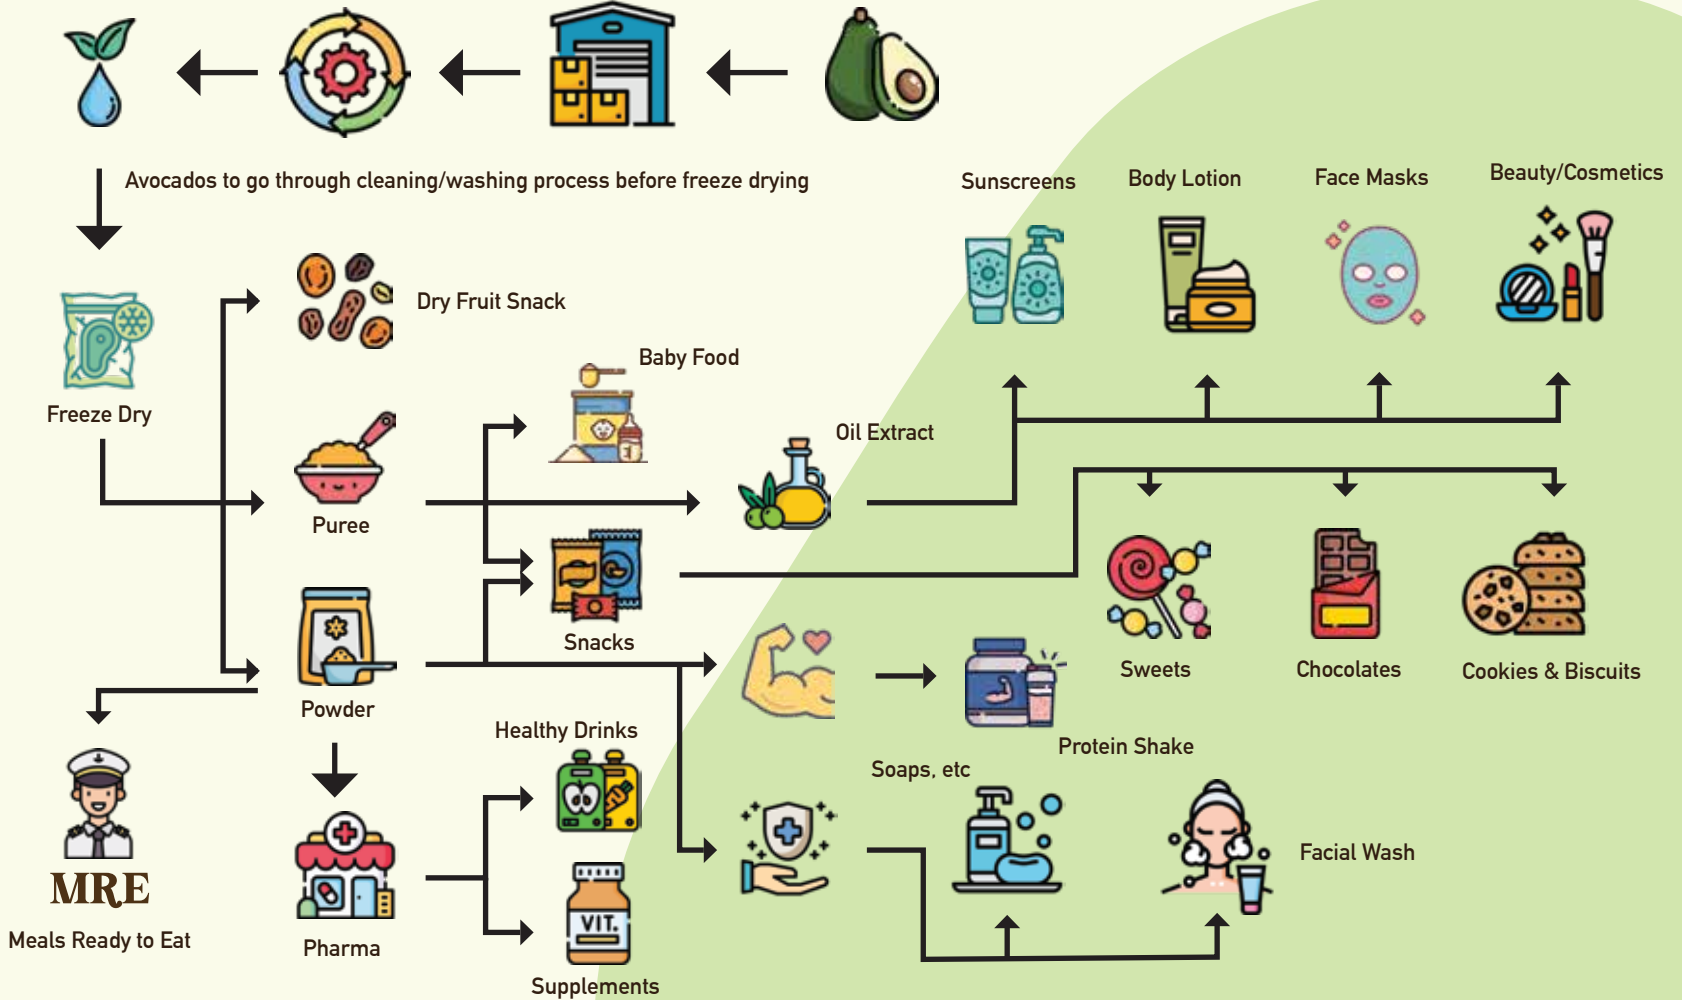 Avocados to go through cleaning/washing process before freeze drying
Sunscreens
Body Lotion
Face Masks
Beauty/Cosmetics
Dry Fruit Snack
Baby Food
Freeze Dry
Oil Extract
Puree
Snacks
Sweets
Chocolates
Cookies & Biscuits
Powder
Healthy Drinks
Protein Shake
Soaps, etc
Facial Wash
MRE
Meals Ready to Eat
Pharma
VIT.
Supplements